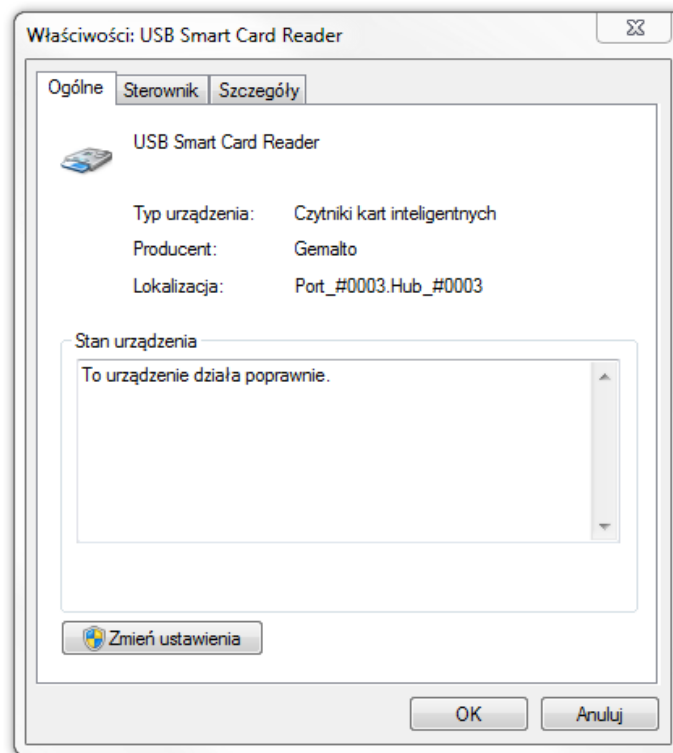 Właściwości: USB Smart Card Reader
Ogólne Sterownik Szczegóły
USB Smart Card Reader
Typ urządzenia: Czytniki kart inteligentnych
Producent: Gemalto
Lokalizacja: Port_#0003.Hub_#0003
Stan urządzenia
To urządzenie działa poprawnie.
Zmień ustawienia
OK Anuluj